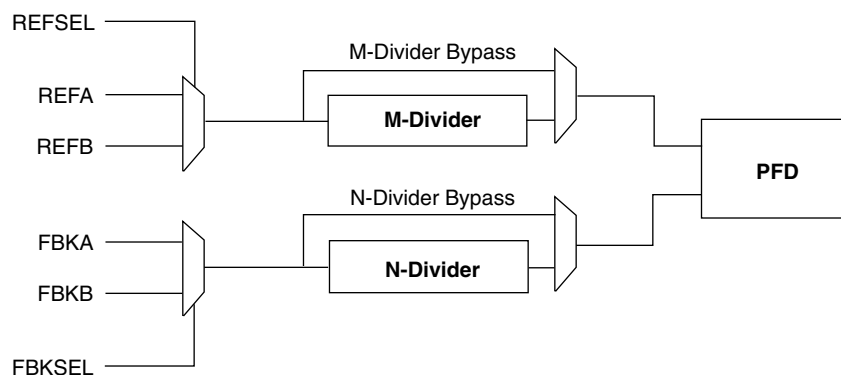 REFSEL
M-Divider Bypass
REFA
M-Divider
REFB
PFD
N-Divider Bypass
FBKA
N-Divider
FBKB
FBKSEL